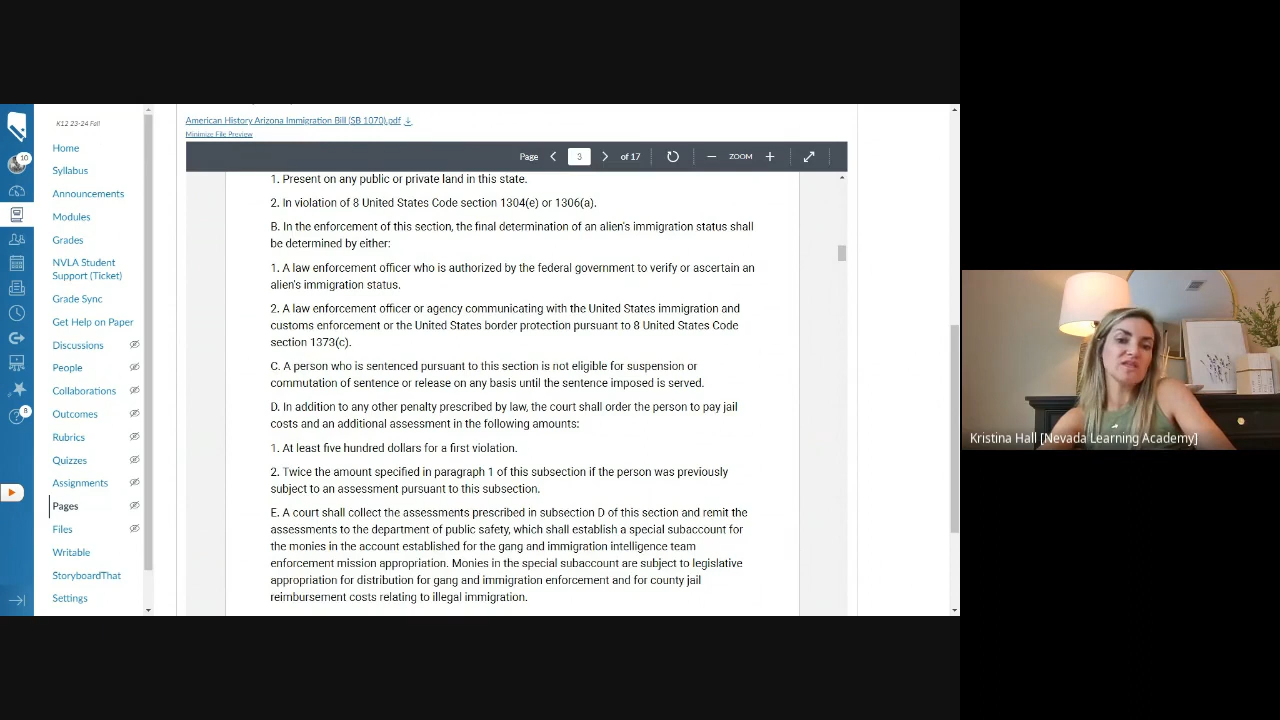 K12 23-24 Fall
Home
Syllabus
Announcements
Modules
Grades
NVLA Student
Support (Ticket)
Grade Sync
Get Help on Paper
Discussions
People
Collaborations
Outcomes
Rubrics
Quizzes
Assignments
Pages
Files
Writable
StoryboardThat
Settings
10
8
American History Arizona Immigration Bill (SB 1070).pdf
Minimize File Preview
Page 3 of 17 ZOOM
1. Present on any public or private land in this state.
2. In violation of 8 United States Code section 1304(e) or 1306(a).
B. In the enforcement of this section, the final determination of an alien's immigration status shall
be determined by either:
1. A law enforcement officer who is authorized by the federal government to verify or ascertain an
alien's immigration status.
2. A law enforcement officer or agency communicating with the United States immigration and
customs enforcement or the United States border protection pursuant to 8 United States Code
section 1373(c).
C. A person who is sentenced pursuant to this section is not eligible for suspension or
commutation of sentence or release on any basis until the sentence imposed is served.
D. In addition to any other penalty prescribed by law, the court shall order the person to pay jail
costs and an additional assessment in the following amounts:
1. At least five hundred dollars for a first violation.
2. Twice the amount specified in paragraph 1 of this subsection if the person was previously
subject to an assessment pursuant to this subsection.
E. A court shall collect the assessments prescribed in subsection D of this section and remit the
assessments to the department of public safety, which shall establish a special subaccount for
the monies in the account established for the gang and immigration intelligence team
enforcement mission appropriation. Monies in the special subaccount are subject to legislative
appropriation for distribution for gang and immigration enforcement and for county jail
reimbursement costs relating to illegal immigration.
Kristina Hall [Nevada Learning Academy]